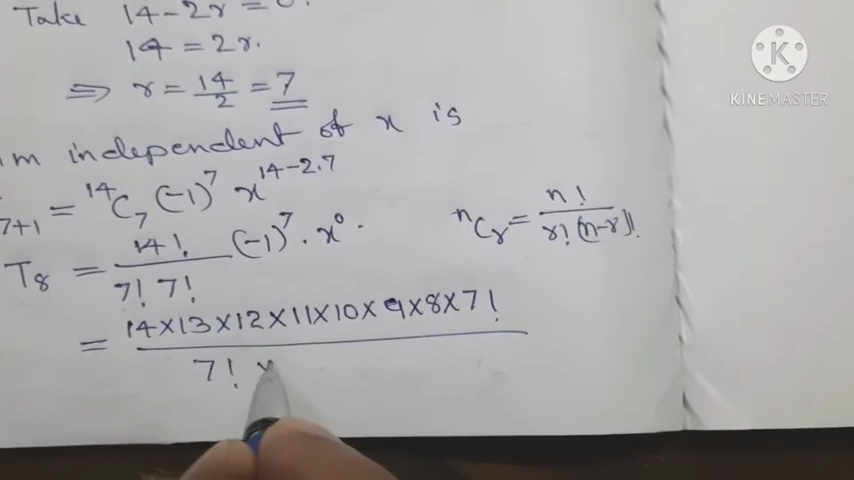 Take 14-2r = 0.
14 = 2r.
⇒ r = 14/2 = 7
independent of x is
7+1 = ¹⁴C₇ (-1)⁷ x^(14-2.7)
T₈ = 14!/(7! 7!) (-1)⁷ . x⁰.
ⁿCᵣ = n!/(r!(n-r)!)
= 14×13×12×11×10×9×8×7!
7! ×
KINEMASTER